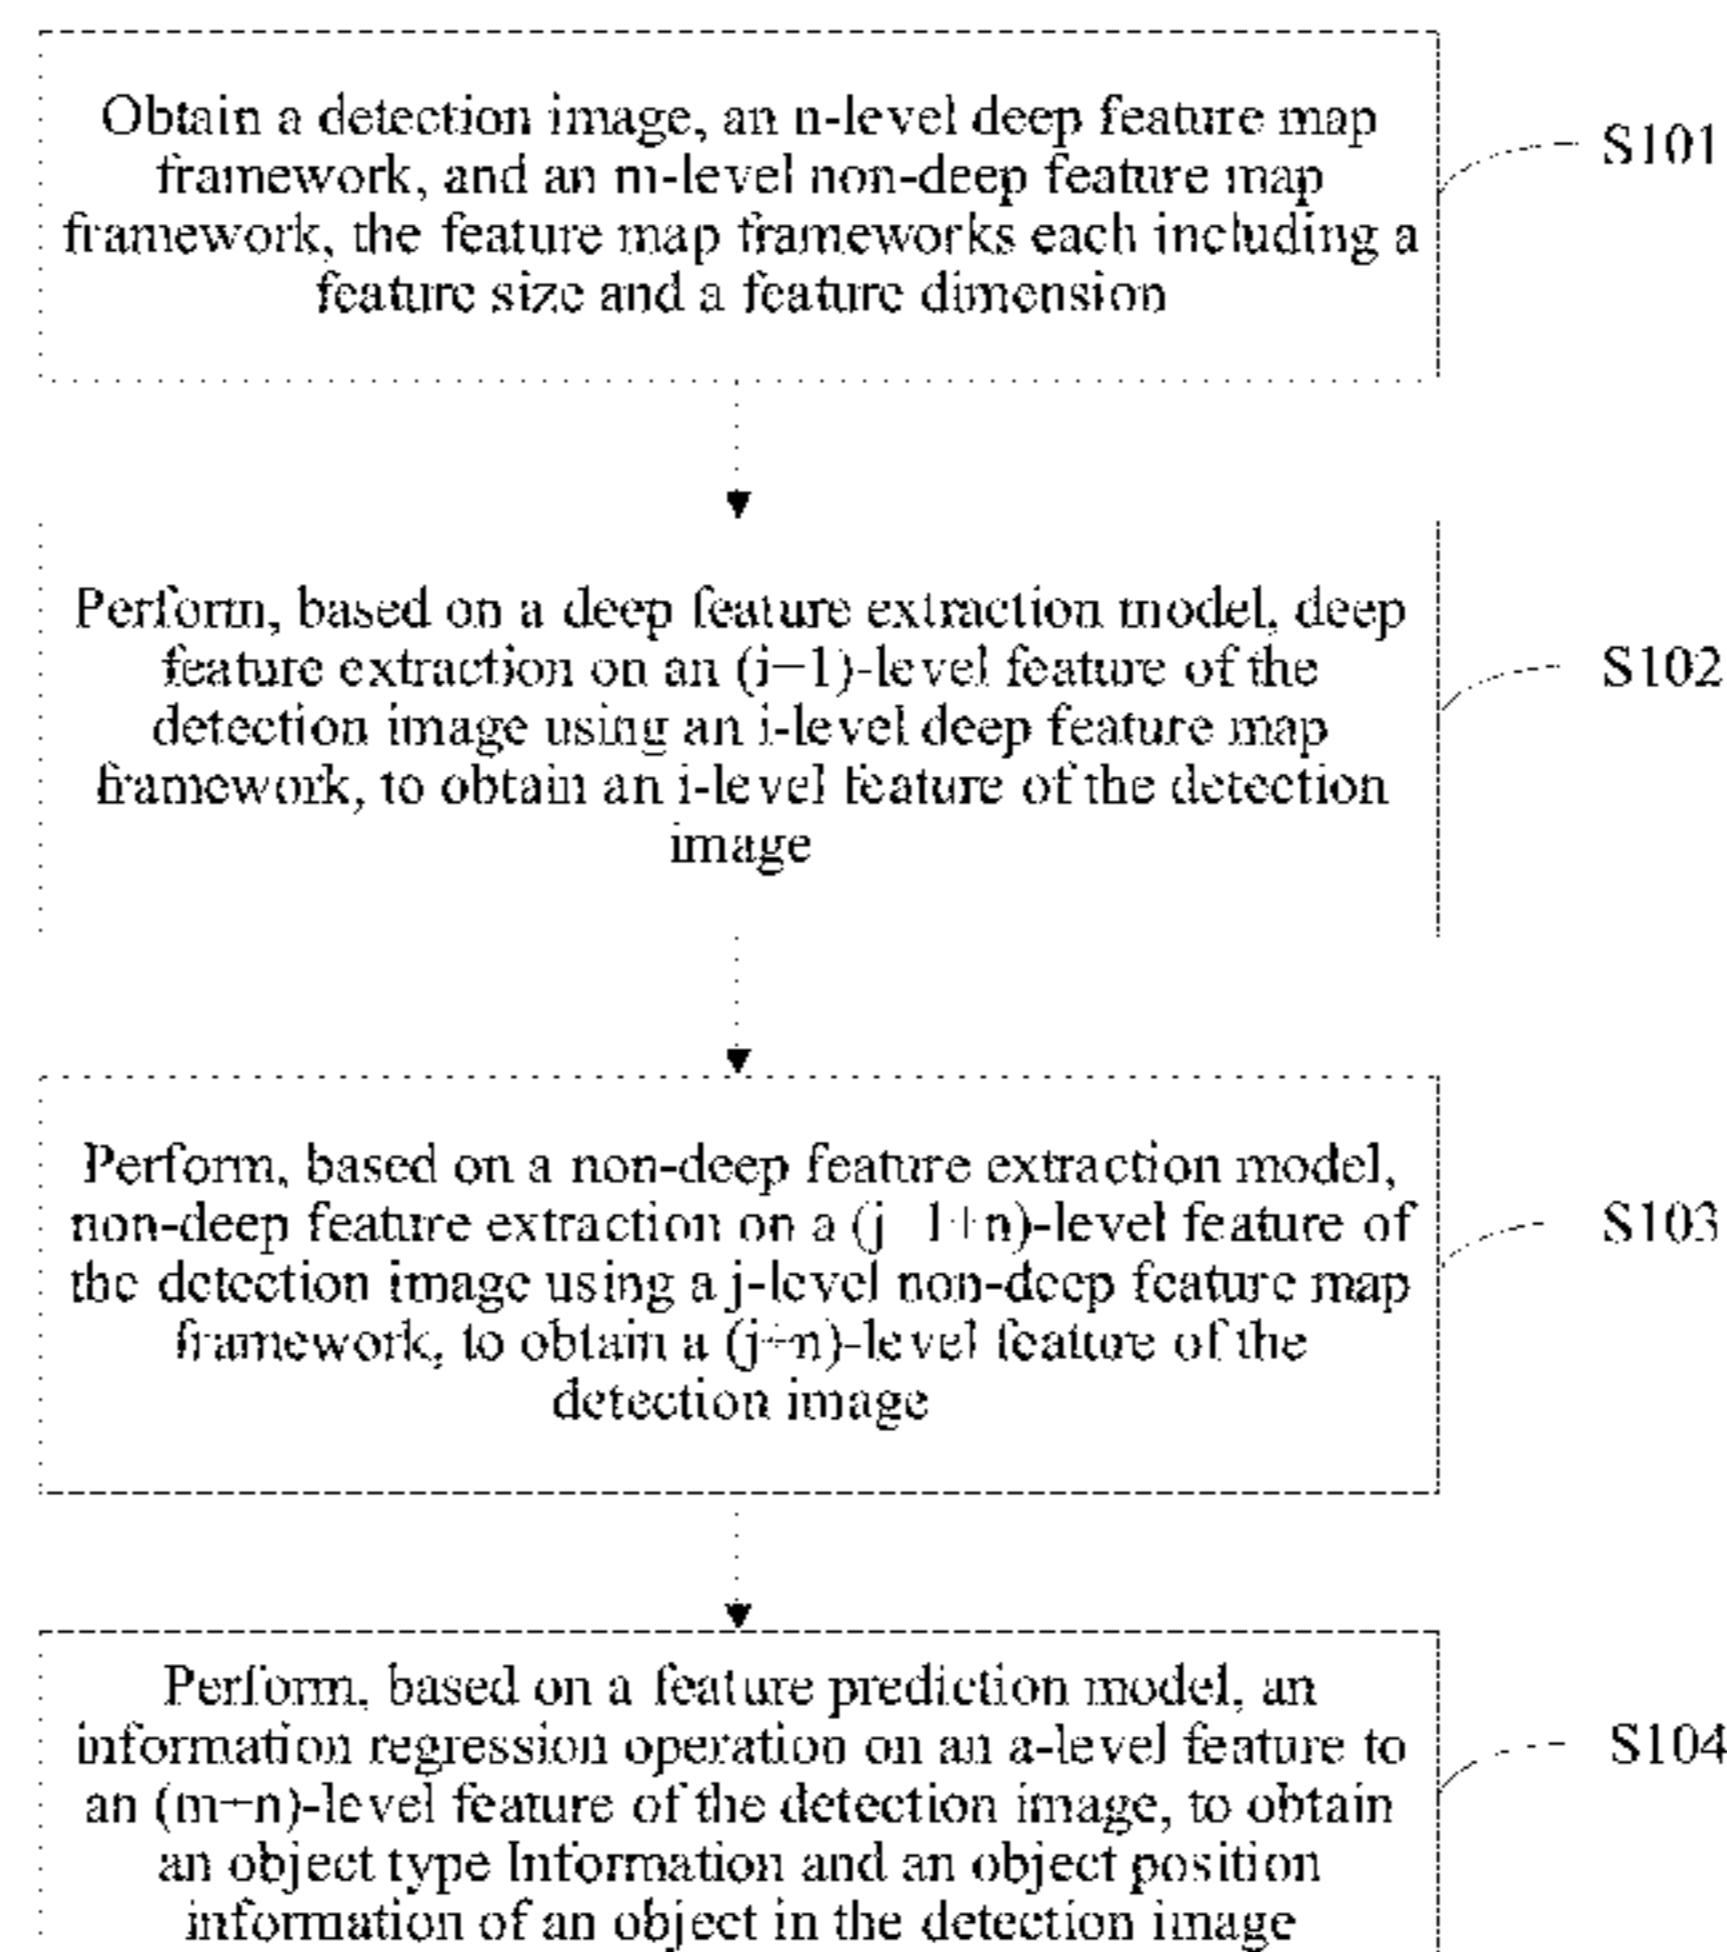 Obtain a detection image, an n-level deep feature map
framework, and an m-level non-deep feature map
framework, the feature map frameworks each including a
feature size and a feature dimension
S101
Perform, based on a deep feature extraction model, deep
feature extraction on an (i−1)-level feature of the
detection image using an i-level deep feature map
framework, to obtain an i-level feature of the detection
image
S102
Perform, based on a non-deep feature extraction model,
non-deep feature extraction on a (j−1+n)-level feature of
the detection image using a j-level non-deep feature map
framework, to obtain a (j+n)-level feature of the
detection image
S103
Perform, based on a feature prediction model, an
information regression operation on an a-level feature to
an (m+n)-level feature of the detection image, to obtain
an object type information and an object position
information of an object in the detection image
S104